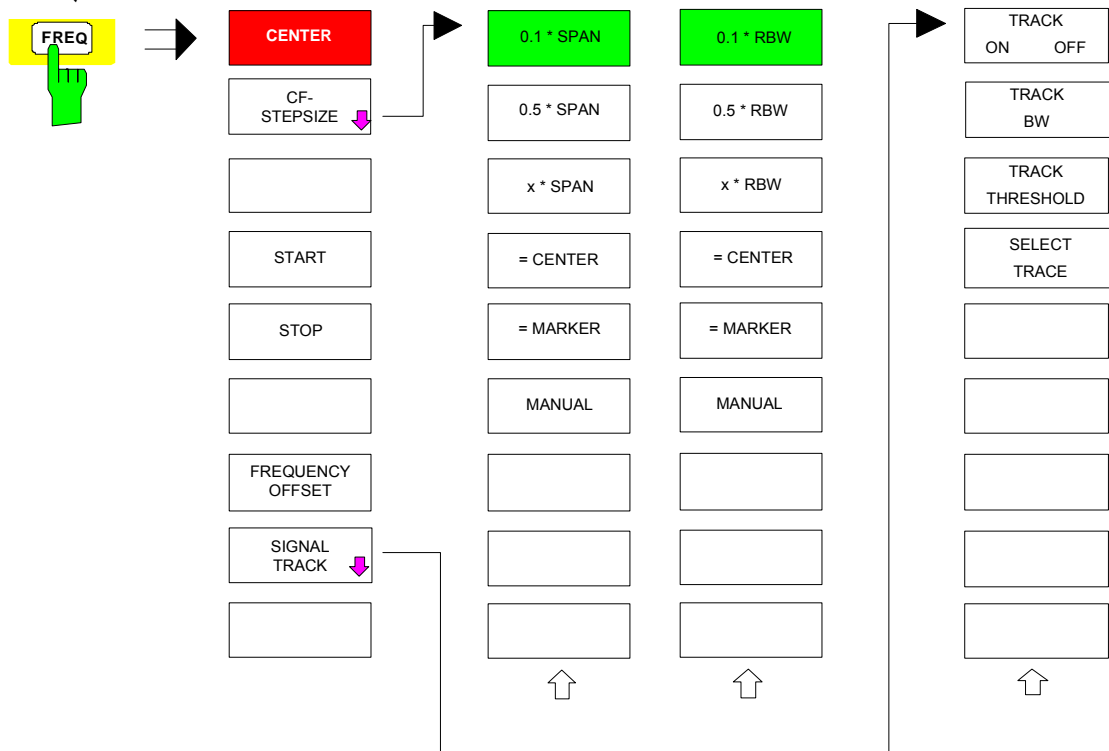 FREQ
CENTER
CF-
STEPSIZE
START
STOP
FREQUENCY
OFFSET
SIGNAL
TRACK
0.1 * SPAN
0.5 * SPAN
x * SPAN
= CENTER
= MARKER
MANUAL
0.1 * RBW
0.5 * RBW
x * RBW
= CENTER
= MARKER
MANUAL
TRACK
ON OFF
TRACK
BW
TRACK
THRESHOLD
SELECT
TRACE